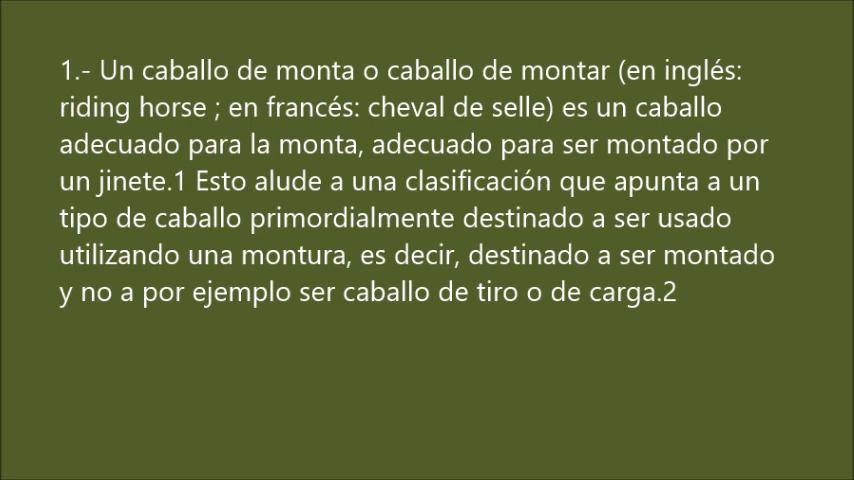 1.- Un caballo de monta o caballo de montar (en inglés:
riding horse ; en francés: cheval de selle) es un caballo
adecuado para la monta, adecuado para ser montado por
un jinete.1 Esto alude a una clasificación que apunta a un
tipo de caballo primordialmente destinado a ser usado
utilizando una montura, es decir, destinado a ser montado
y no a por ejemplo ser caballo de tiro o de carga.2